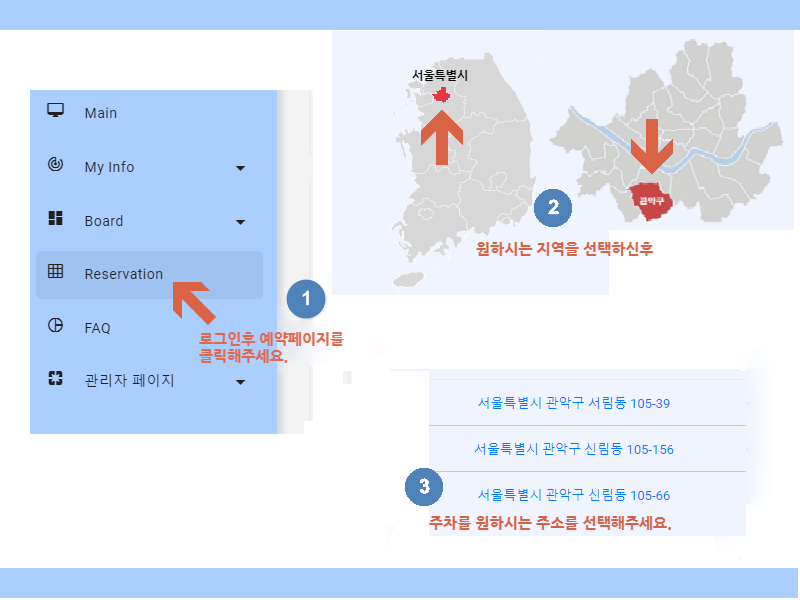 Main
My Info
Board
Reservation
FAQ
관리자 페이지
1
로그인후 예약페이지를
클릭해주세요.
서울특별시
관악구
2
원하시는 지역을 선택하신후
서울특별시 관악구 서림동 105-39
서울특별시 관악구 신림동 105-156
서울특별시 관악구 신림동 105-66
3
주차를 원하시는 주소를 선택해주세요.